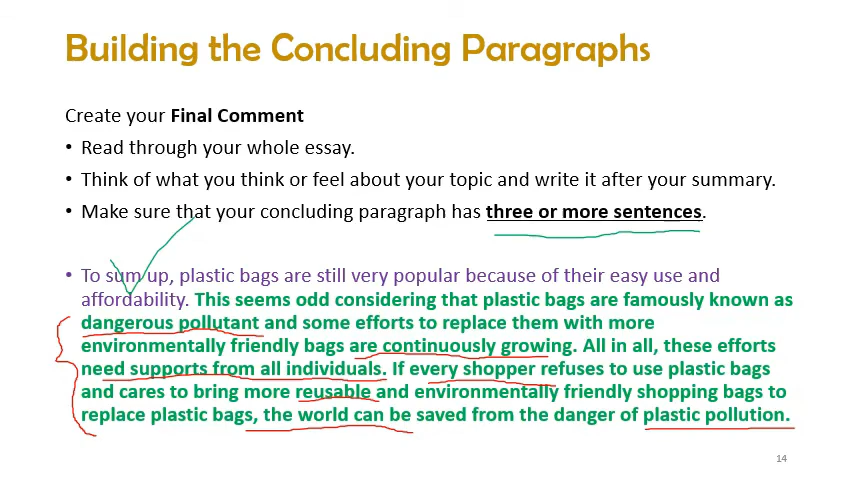 Building the Concluding Paragraphs
Create your Final Comment
• Read through your whole essay.
• Think of what you think or feel about your topic and write it after your summary.
• Make sure that your concluding paragraph has three or more sentences.
• To sum up, plastic bags are still very popular because of their easy use and
affordability. This seems odd considering that plastic bags are famously known as
dangerous pollutant and some efforts to replace them with more
environmentally friendly bags are continuously growing. All in all, these efforts
need supports from all individuals. If every shopper refuses to use plastic bags
and cares to bring more reusable and environmentally friendly shopping bags to
replace plastic bags, the world can be saved from the danger of plastic pollution.
14